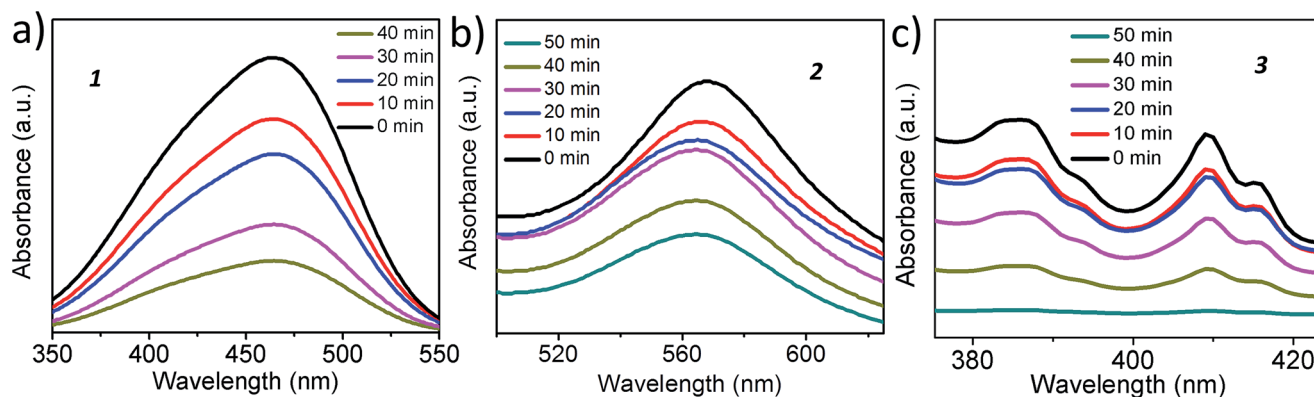 a)
1
40 min
30 min
20 min
10 min
0 min
Absorbance (a.u.)
350 400 450 500 550
Wavelength (nm)
b)
2
50 min
40 min
30 min
20 min
10 min
0 min
Absorbance (a.u.)
520 560 600
Wavelength (nm)
c)
3
50 min
40 min
30 min
20 min
10 min
0 min
Absorbance (a.u.)
380 400 420
Wavelength (nm)